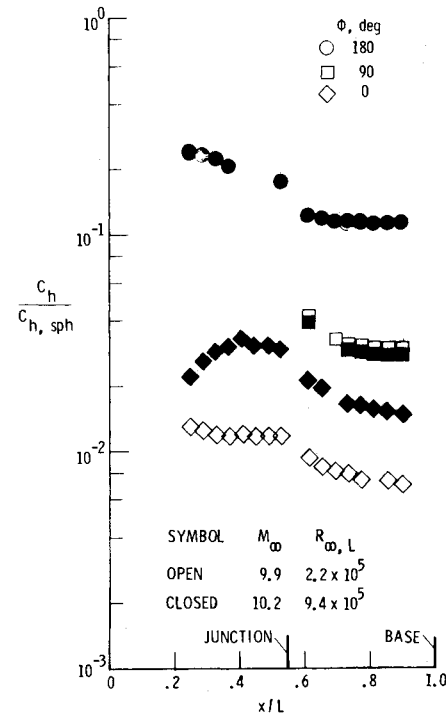 10^0
Φ, deg
180
90
0
10^-1
C_h
C_h, sph
10^-2
SYMBOL M_∞ R_∞, L
OPEN 9.9 2.2 x 10^5
CLOSED 10.2 9.4 x 10^5
JUNCTION BASE
10^-3
0 .2 .4 .6 .8 1.0
x/L